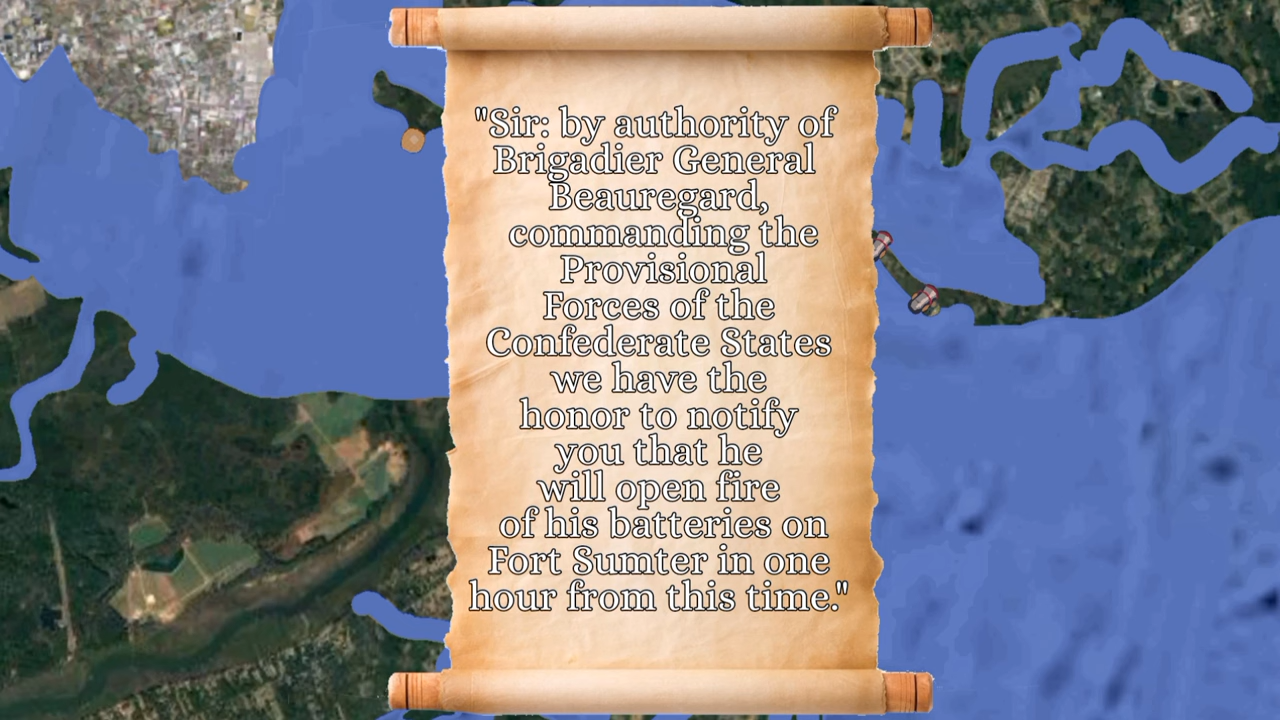 "Sir: by authority of
Brigadier General
Beauregard,
commanding the
Provisional
Forces of the
Confederate States
we have the
honor to notify
you that he
will open fire
of his batteries on
Fort Sumter in one
hour from this time."